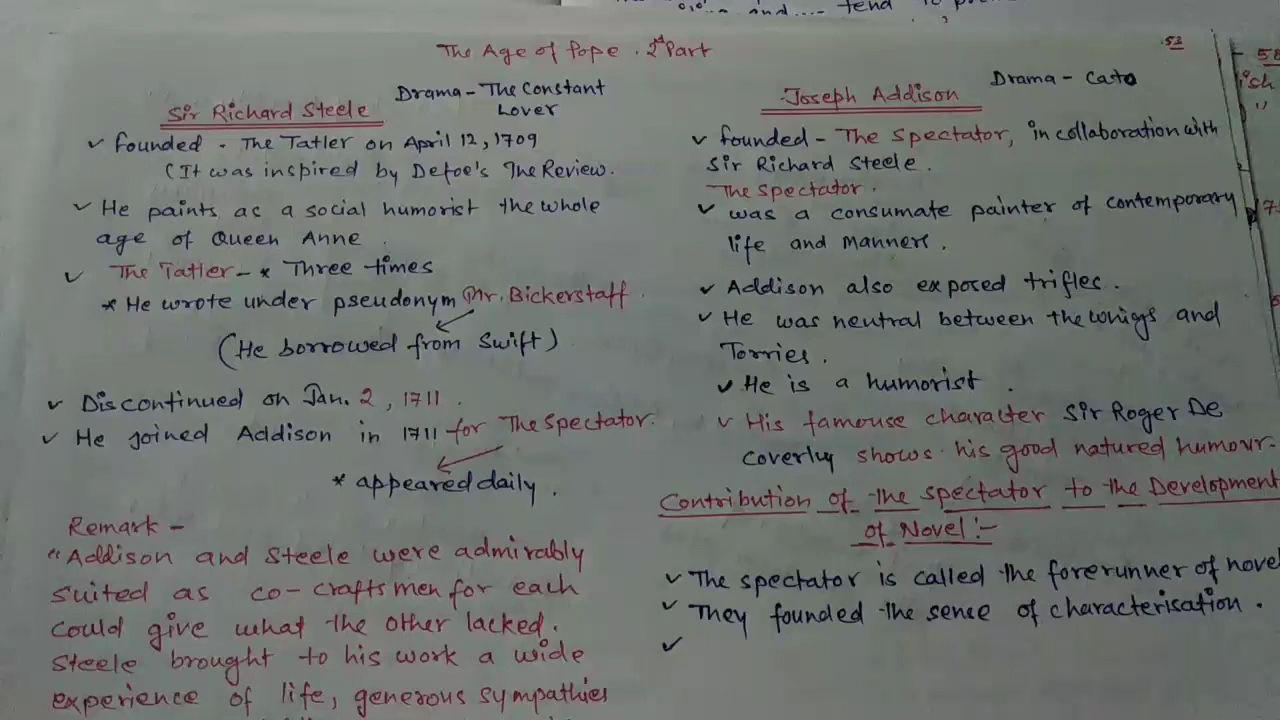 and.... tend to
The Age of Pope . 2nd Part
52
Sir Richard Steele
Drama - The Constant
Lover
✓ founded - The Tatler on April 12, 1709
(It was inspired by Defoe's The Review.
✓ He paints as a social humorist the whole
age of Queen Anne.
✓ The Tatler - * Three times
* He wrote under pseudonym Mr. Bickerstaff.
(He borrowed from Swift)
✓ Discontinued on Jan. 2, 1711.
✓ He joined Addison in 1711 for The Spectator.
* appeared daily.
Remark -
"Addison and Steele were admirably
suited as co-craftsmen for each
could give what the other lacked.
Steele brought to his work a wide
experience of life, generous sympathies
Drama - Cato
Joseph Addison
✓ founded - The Spectator, in collaboration with
Sir Richard Steele.
The Spectator.
✓ was a consumate painter of contemporary
life and manners.
✓ Addison also exposed trifles.
✓ He was neutral between the Whigs and
Torries.
✓ He is a humorist.
✓ His famouse character Sir Roger De
Coverluy shows his good natured humour.
Contribution of the Spectator to the Development
of Novel :-
✓ The Spectator is called the forerunner of novel
✓ They founded the sense of characterisation.
✓
58
ish